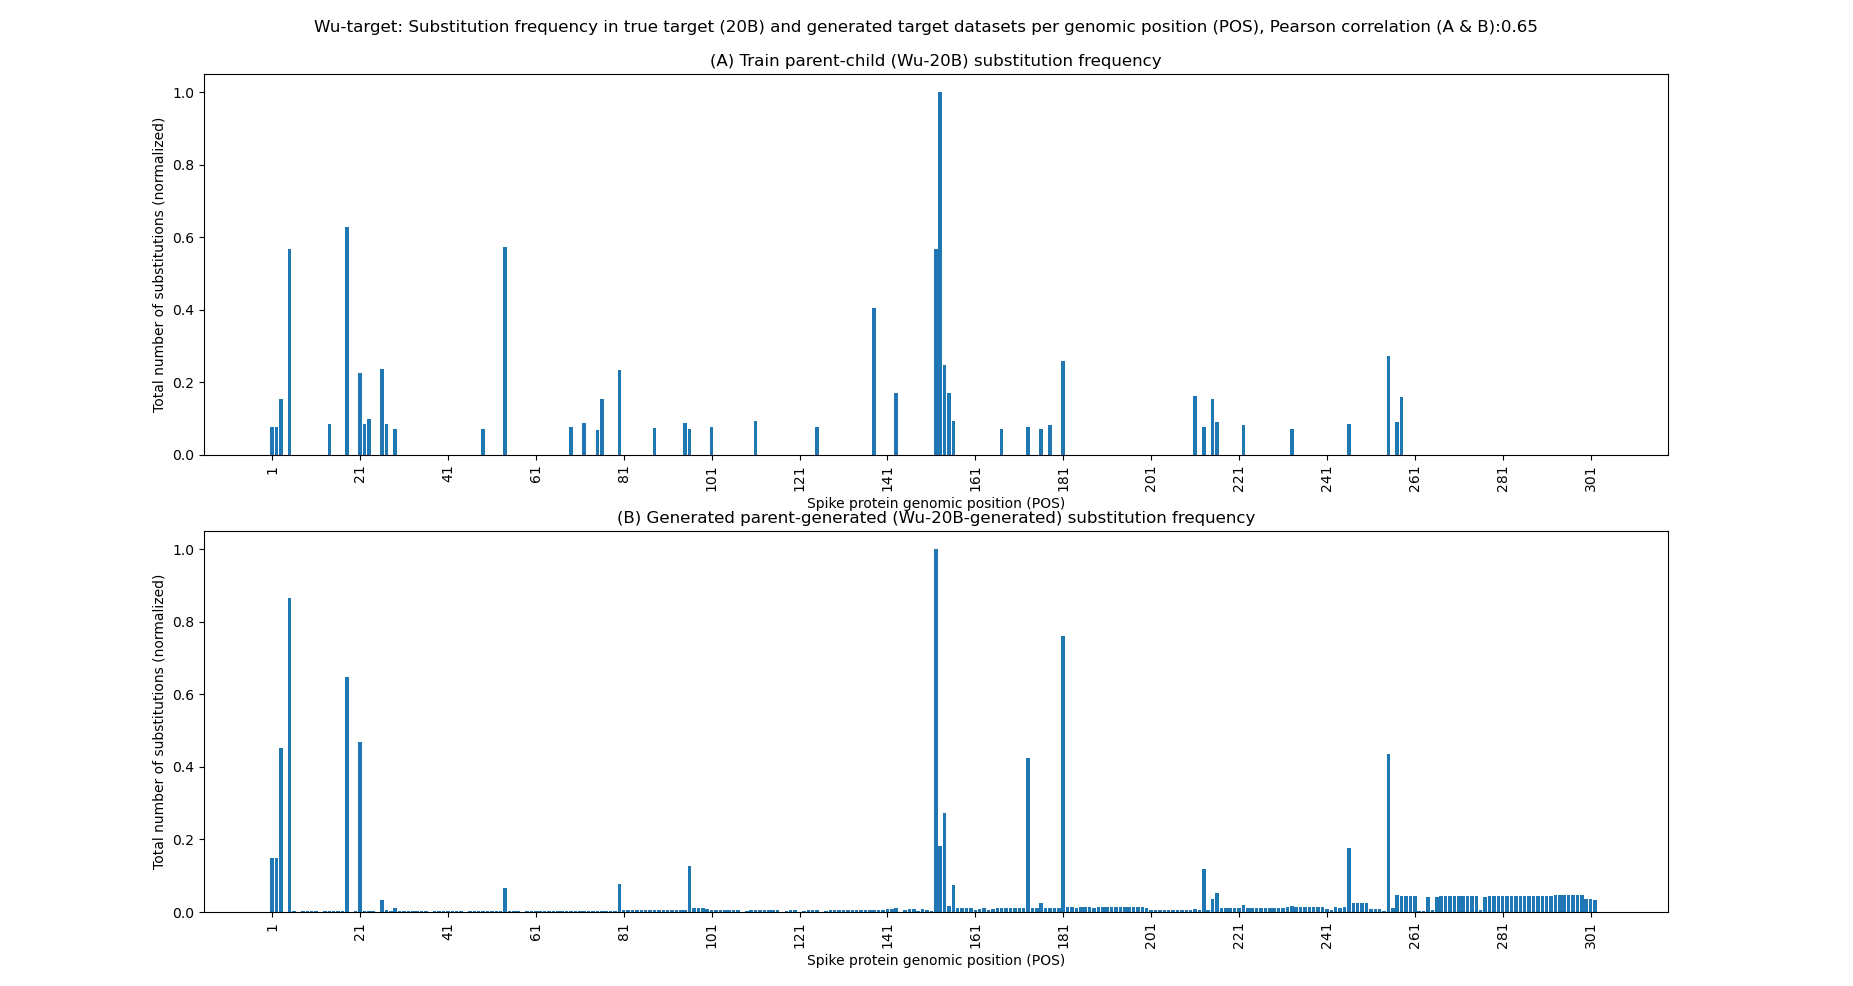 Wu-target: Substitution frequency in true target (20B) and generated target datasets per genomic position (POS), Pearson correlation (A & B):0.65
(A) Train parent-child (Wu-20B) substitution frequency
Total number of substitutions (normalized)
1.0
0.8
0.6
0.4
0.2
0.0
1 21 41 61 81 101 121 141 161 181 201 221 241 261 281 301
Spike protein genomic position (POS)
(B) Generated parent-generated (Wu-20B-generated) substitution frequency
Total number of substitutions (normalized)
1.0
0.8
0.6
0.4
0.2
0.0
1 21 41 61 81 101 121 141 161 181 201 221 241 261 281 301
Spike protein genomic position (POS)